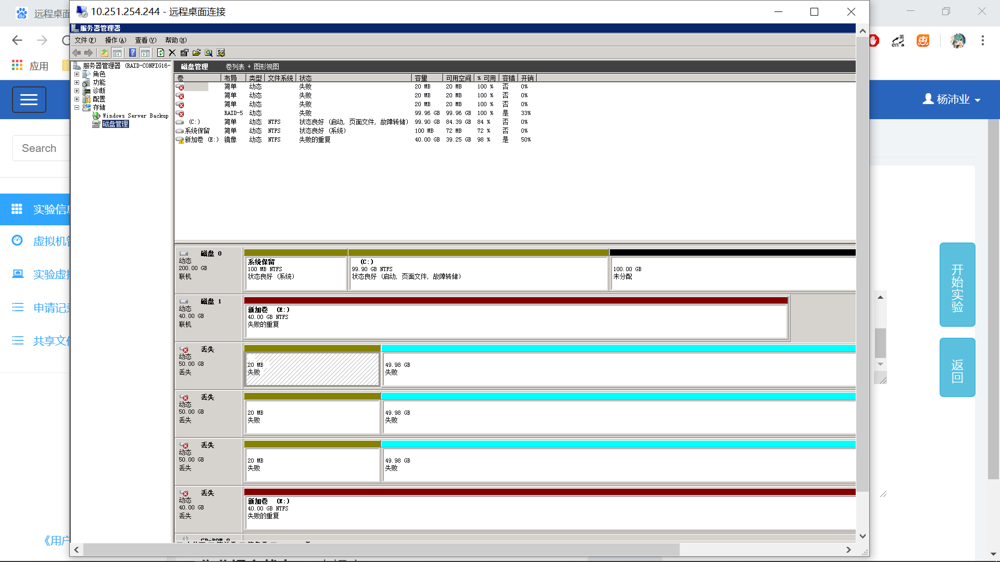 远程桌面
10.251.254.244 - 远程桌面连接
服务器管理器
文件(F) 操作(A) 查看(V) 帮助(H)
应用
英
en
惠
杨沛业
Search
实验信息
虚拟机管
实验虚拟
申请记录
共享文件
《用户
服务器管理器 (RAID-CONFIG16-
角色
功能
诊断
配置
存储
Windows Server Backup
磁盘管理
磁盘管理 卷列表 + 图形视图
卷 布局 类型 文件系统 状态 容量 可用空间 % 可用 容错 开销
简单 动态 失败 20 MB 20 MB 100 % 否 0%
简单 动态 失败 20 MB 20 MB 100 % 否 0%
简单 动态 失败 20 MB 20 MB 100 % 否 0%
RAID-5 动态 失败 99.96 GB 99.96 GB 100 % 是 33%
(C:) 简单 动态 NTFS 状态良好 (启动, 页面文件, 故障转储) 99.90 GB 84.39 GB 84 % 否 0%
系统保留 简单 动态 NTFS 状态良好 (系统) 100 MB 72 MB 72 % 否 0%
新加卷 (E:) 镜像 动态 NTFS 失败的重复 40.00 GB 39.25 GB 98 % 是 50%
磁盘 0
动态
200.00 GB
联机
系统保留
100 MB NTFS
状态良好 (系统)
(C:)
99.90 GB NTFS
状态良好 (启动, 页面文件, 故障转储)
100.00 GB
未分配
磁盘 1
动态
40.00 GB
联机
新加卷 (E:)
40.00 GB NTFS
失败的重复
丢失
动态
50.00 GB
丢失
20 MB
失败
49.98 GB
失败
丢失
动态
50.00 GB
丢失
20 MB
失败
49.98 GB
失败
丢失
动态
50.00 GB
丢失
20 MB
失败
49.98 GB
失败
丢失
动态
40.00 GB
丢失
新加卷 (E:)
40.00 GB NTFS
失败的重复
CD-ROM 0
开始实验
返回